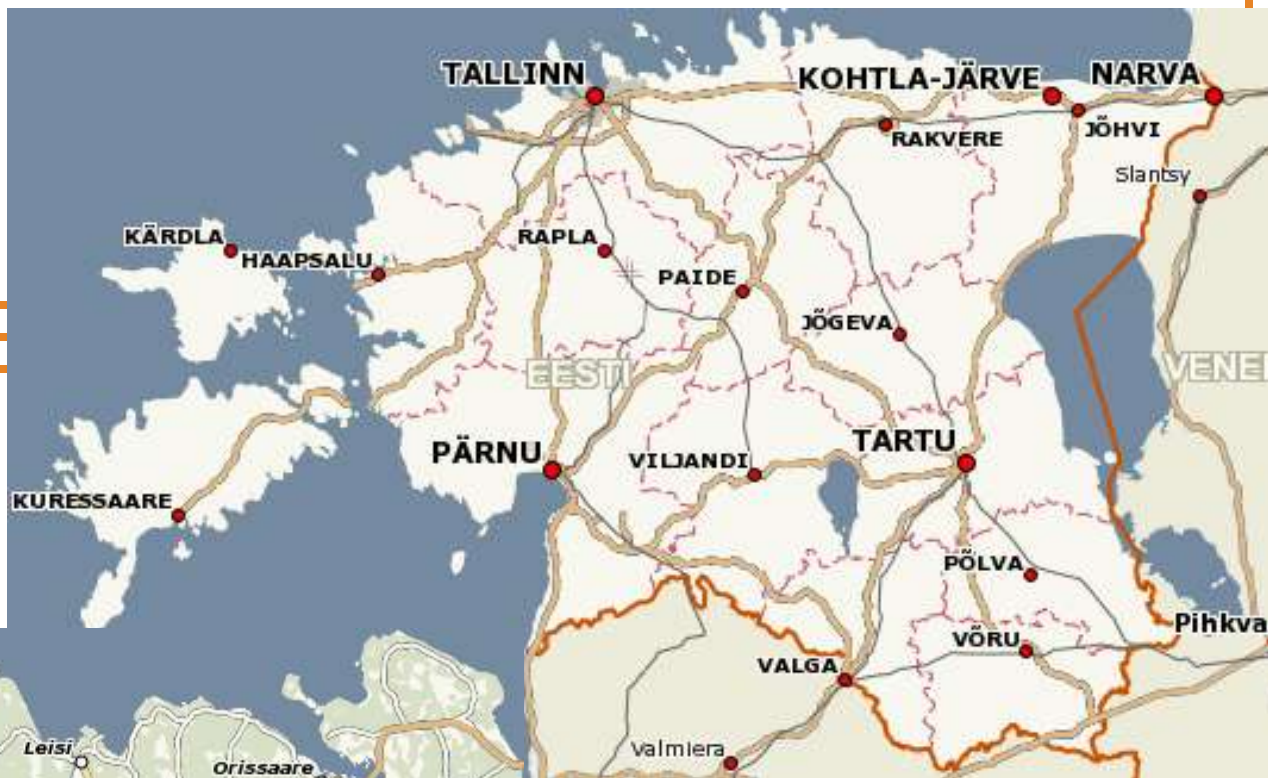 TALLINN
KOHTLA-JÄRVE
NARVA
JÕHVI
RAKVERE
Slantsy
KÄRDLA
HAAPSALU
RAPLA
PAIDE
JÕGEVA
EESTI
VENE
PÄRNU
VILJANDI
TARTU
KURESSAARE
PÕLVA
Pihkva
VÕRU
VALGA
Valmiera
Leisi
Orissaare